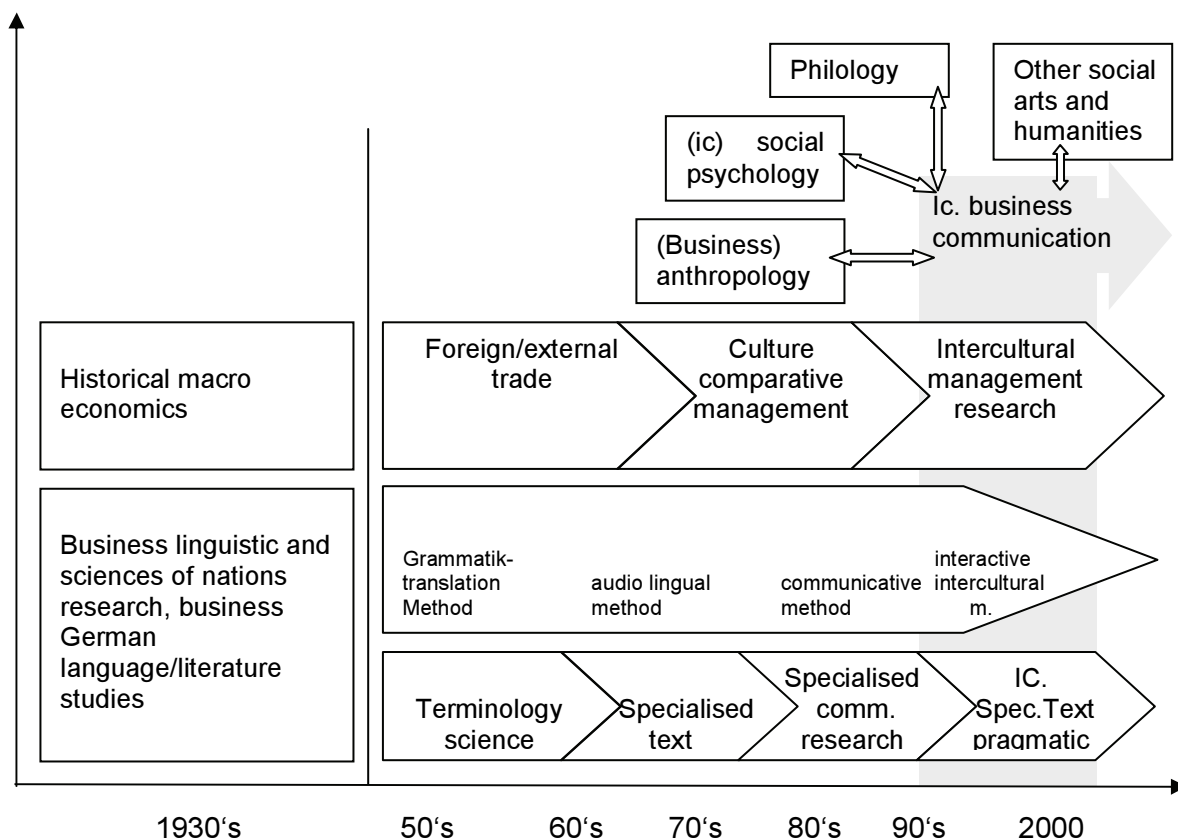 Philology
Other social
arts and
humanities
(ic) social
psychology
Ic. business
communication
(Business)
anthropology
Historical macro
economics
Foreign/external
trade
Culture
comparative
management
Intercultural
management
research
Business linguistic and
sciences of nations
research, business
German
language/literature
studies
Grammatik-
translation
Method
audio lingual
method
communicative
method
interactive
intercultural
m.
Terminology
science
Specialised
text
Specialised
comm.
research
IC.
Spec.Text
pragmatic
1930‘s 50‘s 60‘s 70‘s 80‘s 90‘s 2000